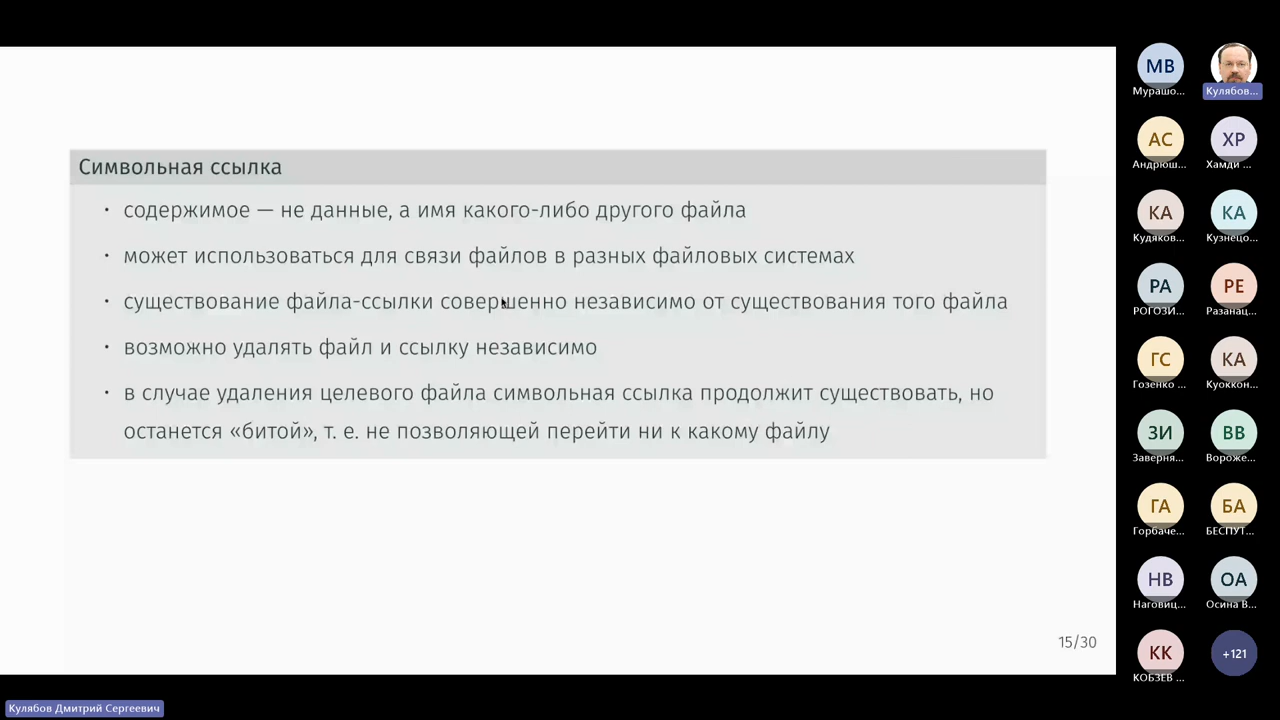 Символьная ссылка
• содержимое — не данные, а имя какого-либо другого файла
• может использоваться для связи файлов в разных файловых системах
• существование файла-ссылки совершенно независимо от существования того файла
• возможно удалять файл и ссылку независимо
• в случае удаления целевого файла символьная ссылка продолжит существовать, но
останется «битой», т. е. не позволяющей перейти ни к какому файлу
15/30
Кулябов Дмитрий Сергеевич
МВ
Мурашо...
Кулябов...
АС
Андрюш...
ХР
Хамди ...
КА
Кудяков...
КА
Кузнецо...
РА
РОГОЗИ...
РЕ
Разанац...
ГС
Гозенко ...
КА
Куоккон...
ЗИ
Заверня...
ВВ
Вороже...
ГА
Горбаче...
БА
БЕСПУТ...
НВ
Наговиц...
ОА
Осина В...
КК
КОБЗЕВ ...
+121